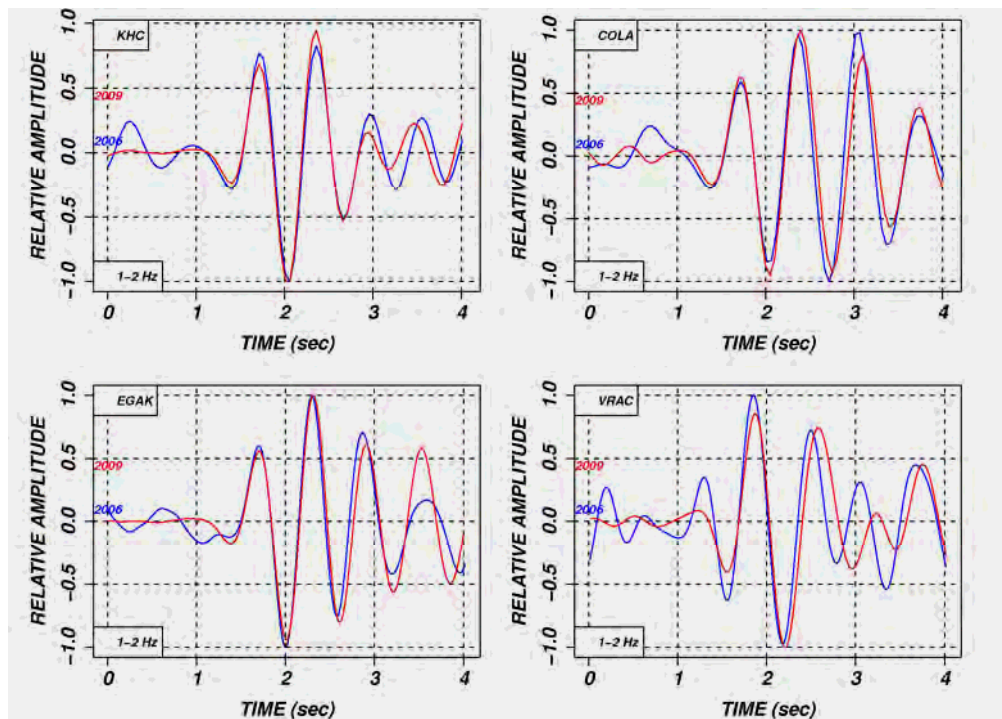 KHC
RELATIVE AMPLITUDE
1.0
0.5
0.0
−0.5
−1.0
2009
2006
1−2 Hz
0 1 2 3 4
TIME (sec)
COLA
RELATIVE AMPLITUDE
1.0
0.5
0.0
−0.5
−1.0
2009
2006
1−2 Hz
0 1 2 3 4
TIME (sec)
EGAK
RELATIVE AMPLITUDE
1.0
0.5
0.0
−0.5
−1.0
2009
2006
1−2 Hz
0 1 2 3 4
TIME (sec)
VRAC
RELATIVE AMPLITUDE
1.0
0.5
0.0
−0.5
−1.0
2009
2006
1−2 Hz
0 1 2 3 4
TIME (sec)